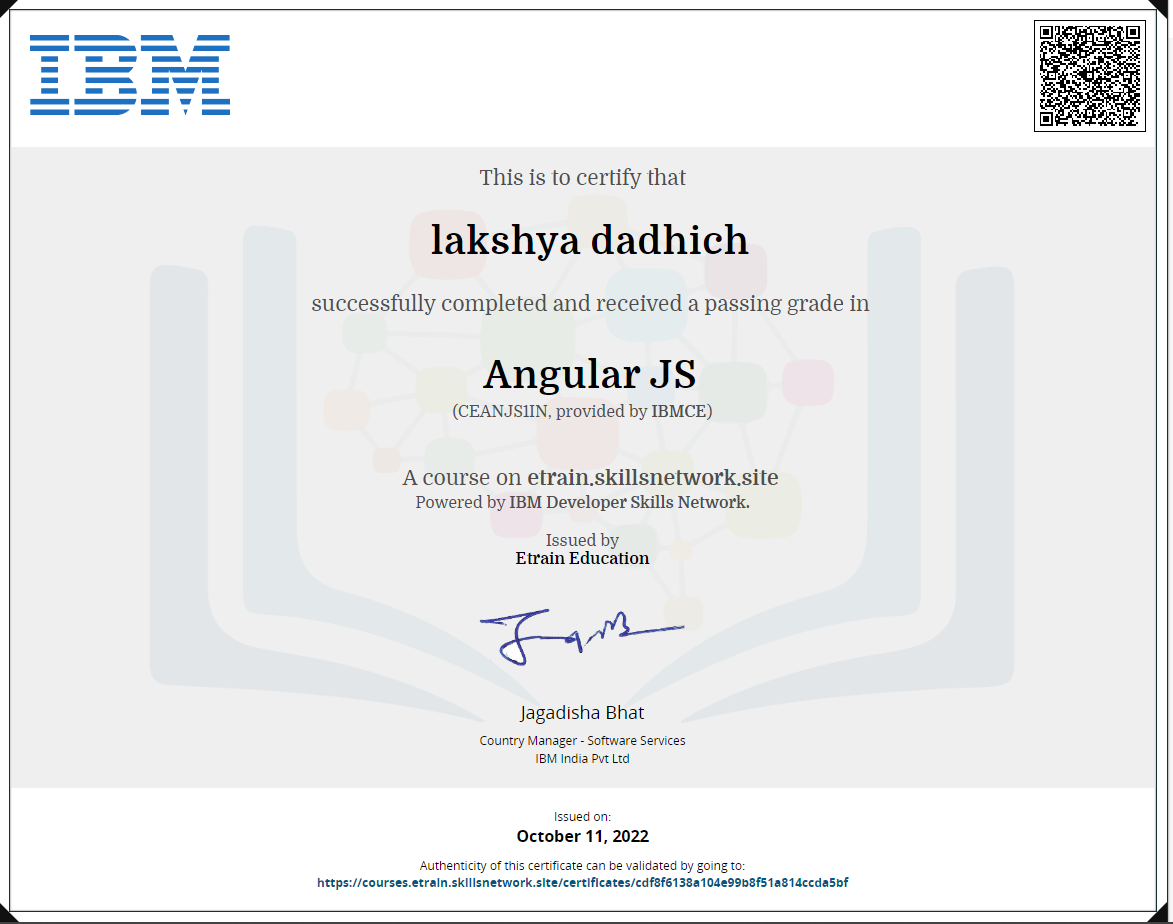 IBM
This is to certify that
lakshya dadhich
successfully completed and received a passing grade in
Angular JS
(CEANJS1IN, provided by IBMCE)
A course on etrain.skillsnetwork.site
Powered by IBM Developer Skills Network.
Issued by
Etrain Education
Jagadisha Bhat
Country Manager - Software Services
IBM India Pvt Ltd
Issued on:
October 11, 2022
Authenticity of this certificate can be validated by going to:
https://courses.etrain.skillsnetwork.site/certificates/cdf8f6138a104e99b8f51a814ccda5bf